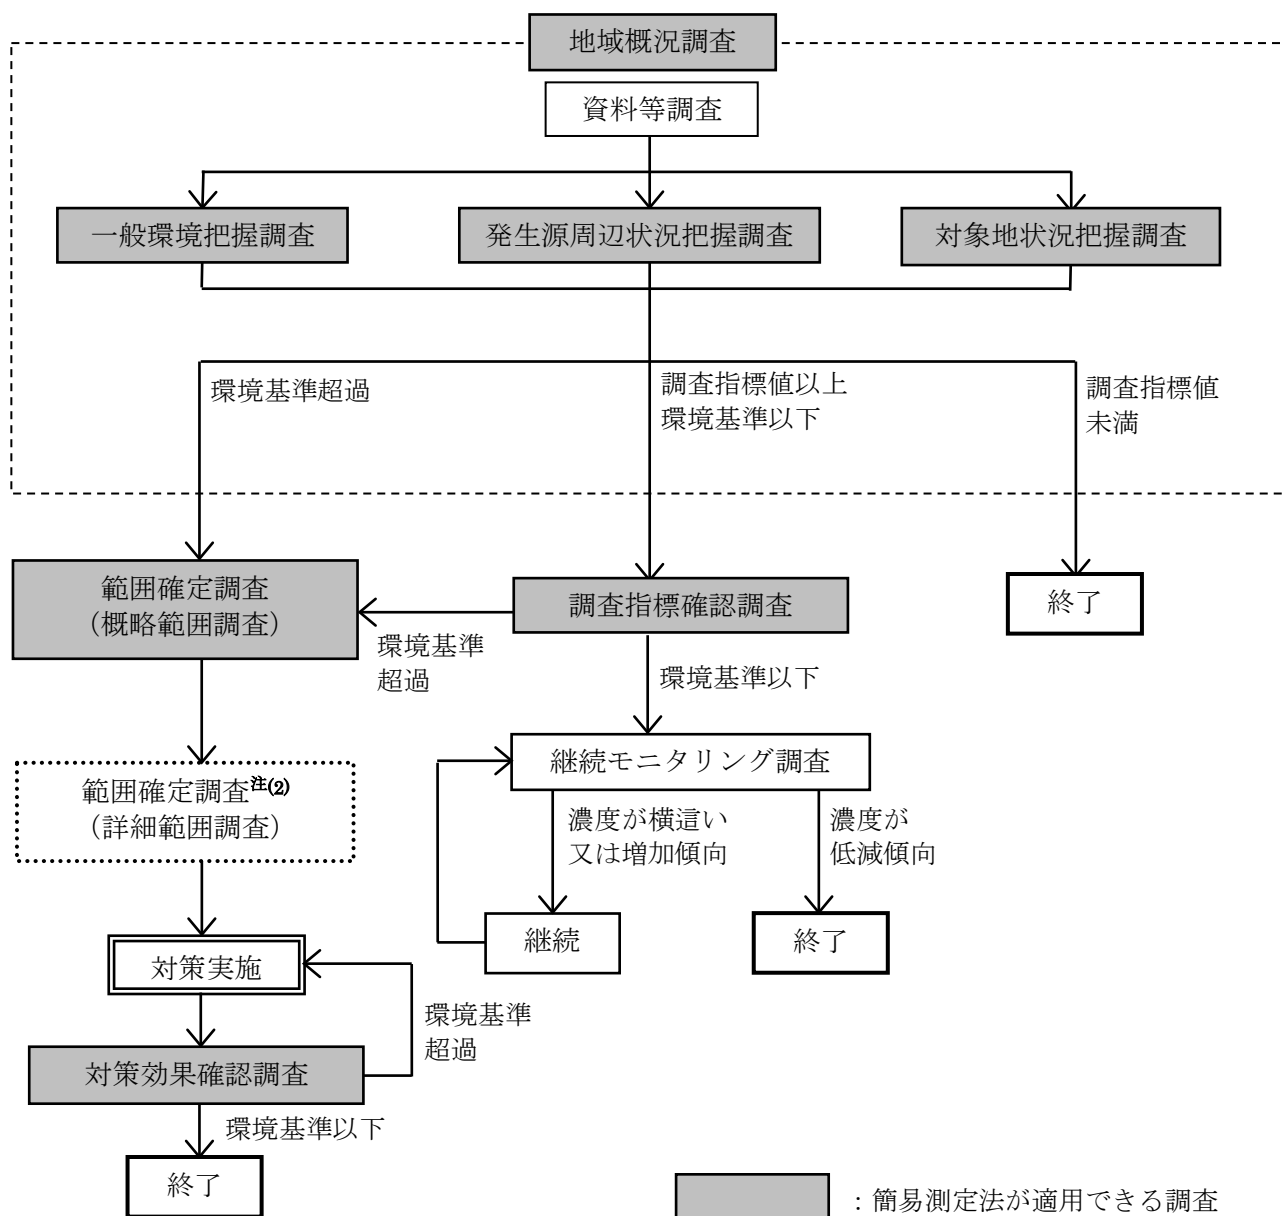 地域概況調査
資料等調査
一般環境把握調査
発生源周辺状況把握調査
対象地状況把握調査
環境基準超過
調査指標値以上
環境基準以下
調査指標値
未満
範囲確定調査
（概略範囲調査）
環境基準
超過
調査指標確認調査
終了
環境基準以下
継続モニタリング調査
範囲確定調査注(2)
（詳細範囲調査）
濃度が横這い
又は増加傾向
濃度が
低減傾向
継続
終了
対策実施
環境基準
超過
対策効果確認調査
環境基準以下
終了
：簡易測定法が適用できる調査